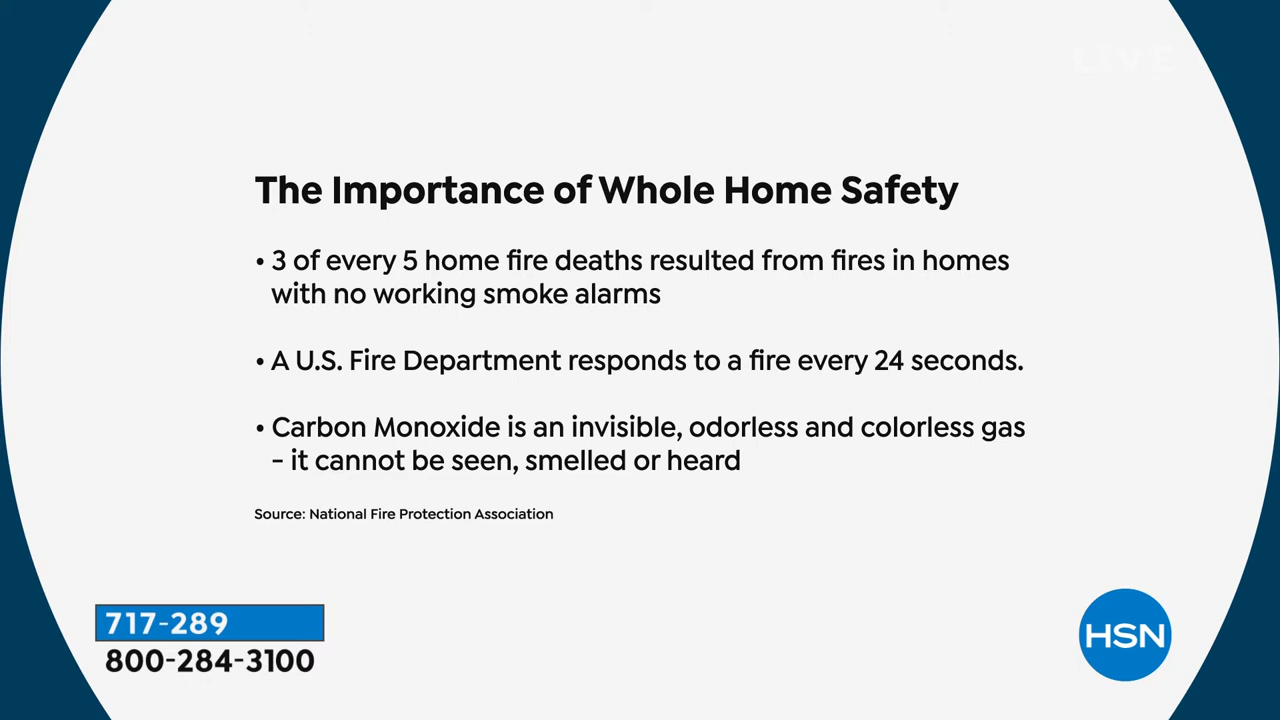 LIVE
The Importance of Whole Home Safety
• 3 of every 5 home fire deaths resulted from fires in homes
with no working smoke alarms
• A U.S. Fire Department responds to a fire every 24 seconds.
• Carbon Monoxide is an invisible, odorless and colorless gas
- it cannot be seen, smelled or heard
Source: National Fire Protection Association
717-289
800-284-3100
HSN